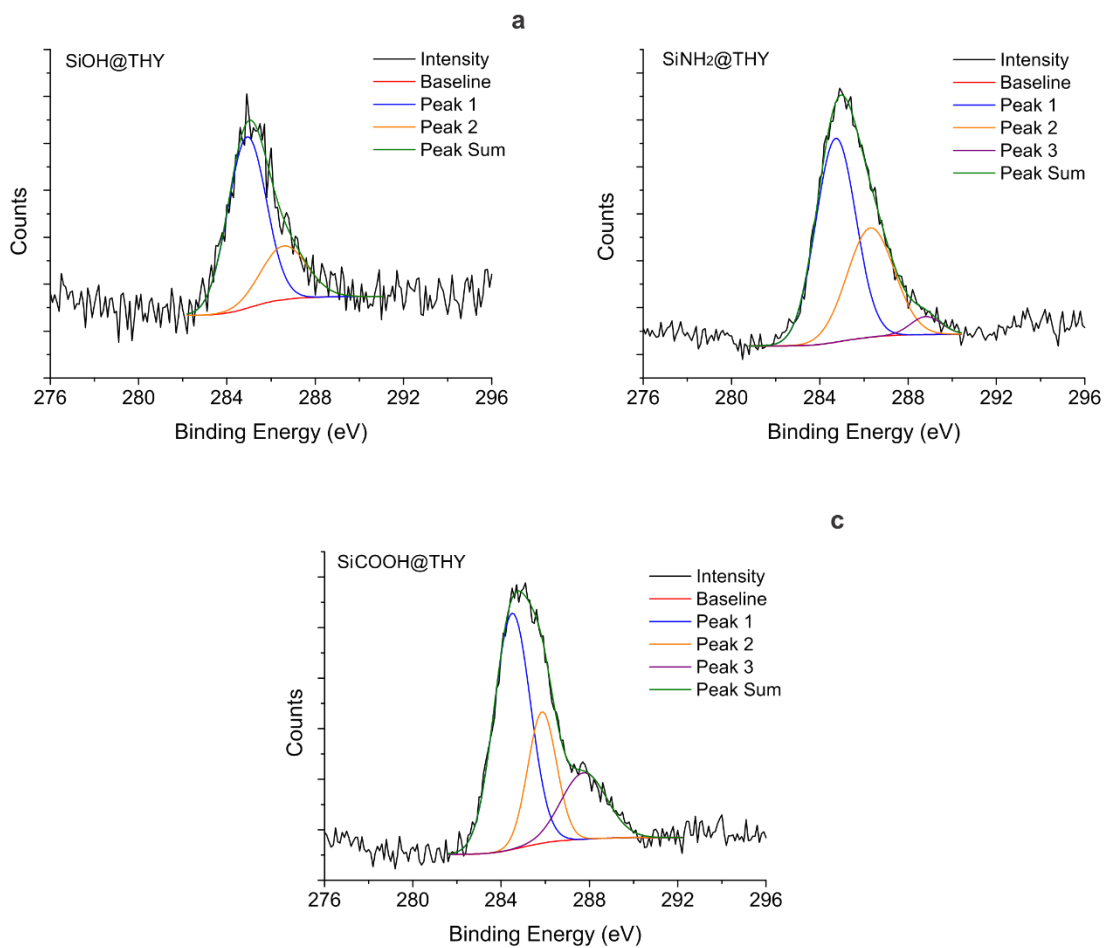 a
SiOH@THY
Intensity
Baseline
Peak 1
Peak 2
Peak Sum
Counts
276 280 284 288 292 296
Binding Energy (eV)
SiNH2@THY
Intensity
Baseline
Peak 1
Peak 2
Peak 3
Peak Sum
Counts
276 280 284 288 292 296
Binding Energy (eV)
c
SiCOOH@THY
Intensity
Baseline
Peak 1
Peak 2
Peak 3
Peak Sum
Counts
276 280 284 288 292 296
Binding Energy (eV)